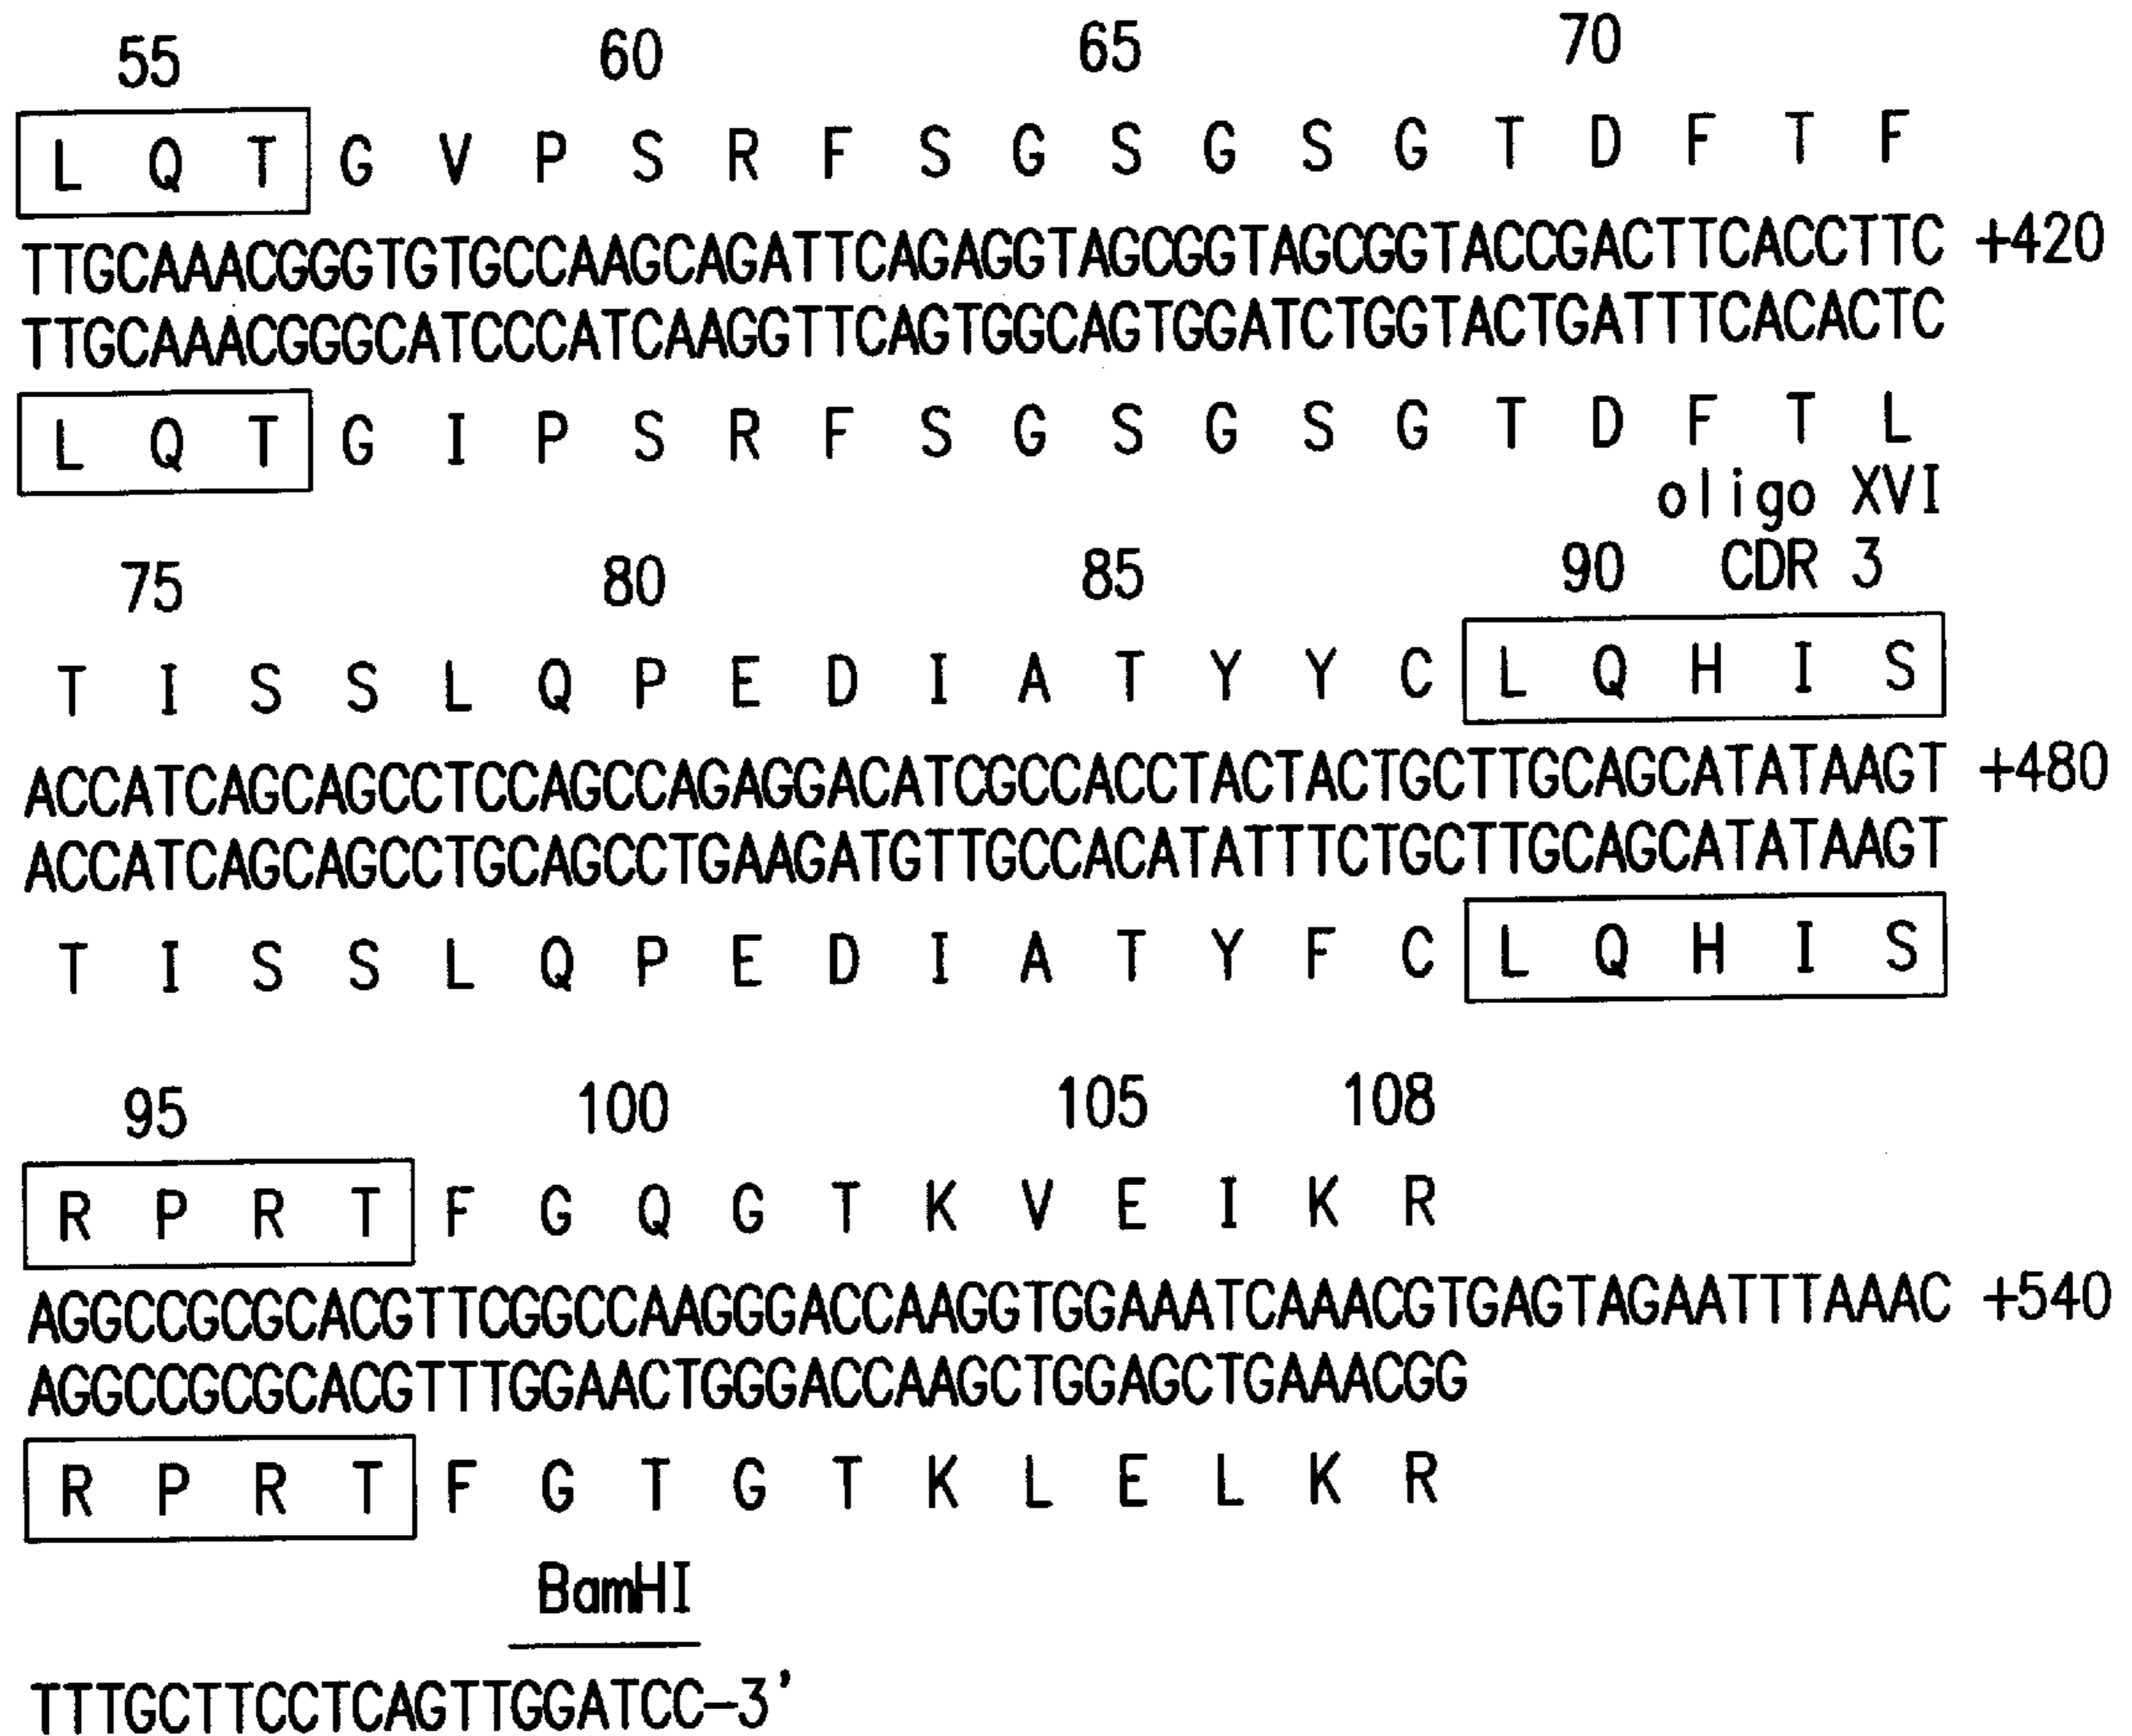 55 60 65 70
L Q T G V P S R F S G S G S G T D F T F
TTGCAAACGGGTGTGCCAAGCAGATTCAGAGGTAGCGGTAGCGGTACCGACTTCACCTTC +420
TTGCAAACGGGCATCCCATCAAGGTTCAGTGGCAGTGGATCTGGTACTGATTTCACACTC
L Q T G I P S R F S G S G S G T D F T L
oligo XVI
75 80 85 90 CDR 3
T I S S L Q P E D I A T Y Y C L Q H I S
ACCATCAGCAGCCTCCAGCCAGAGGACATCGCCACCTACTACTGCTTGCAGCATATAAGT +480
ACCATCAGCAGCCTGCAGCCTGAAGATGTTGCCACATATTTCTGCTTGCAGCATATAAGT
T I S S L Q P E D I A T Y F C L Q H I S
95 100 105 108
R P R T F G Q G T K V E I K R
AGGCCGCGCACGTTCGGCCAAGGGACCAAGGTGGAAATCAAACGTGAGTAGAATTTAAAC +540
AGGCCGCGCACGTTTGGAACTGGGACCAAGCTGGAGCTGAAACGG
R P R T F G T G T K L E L K R
BamHI
TTTGCTTCCTCAGTTGGATCC-3'